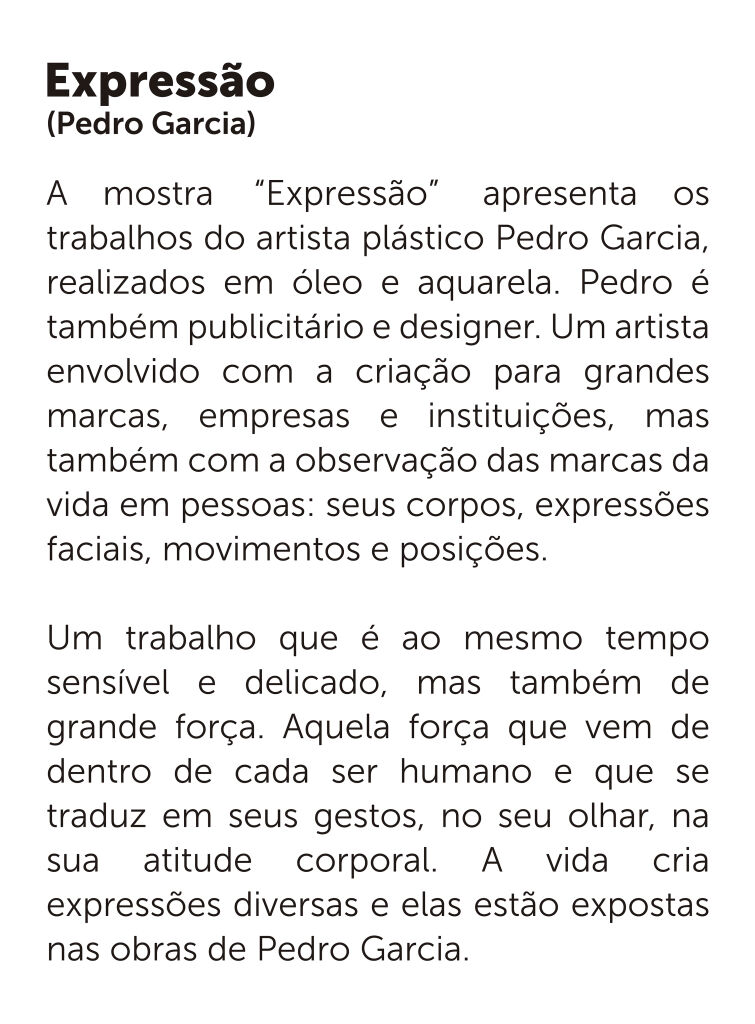 Expressão
(Pedro Garcia)
A mostra “Expressão” apresenta os
trabalhos do artista plástico Pedro Garcia,
realizados em óleo e aquarela. Pedro é
também publicitário e designer. Um artista
envolvido com a criação para grandes
marcas, empresas e instituições, mas
também com a observação das marcas da
vida em pessoas: seus corpos, expressões
faciais, movimentos e posições.
Um trabalho que é ao mesmo tempo
sensível e delicado, mas também de
grande força. Aquela força que vem de
dentro de cada ser humano e que se
traduz em seus gestos, no seu olhar, na
sua atitude corporal. A vida cria
expressões diversas e elas estão expostas
nas obras de Pedro Garcia.